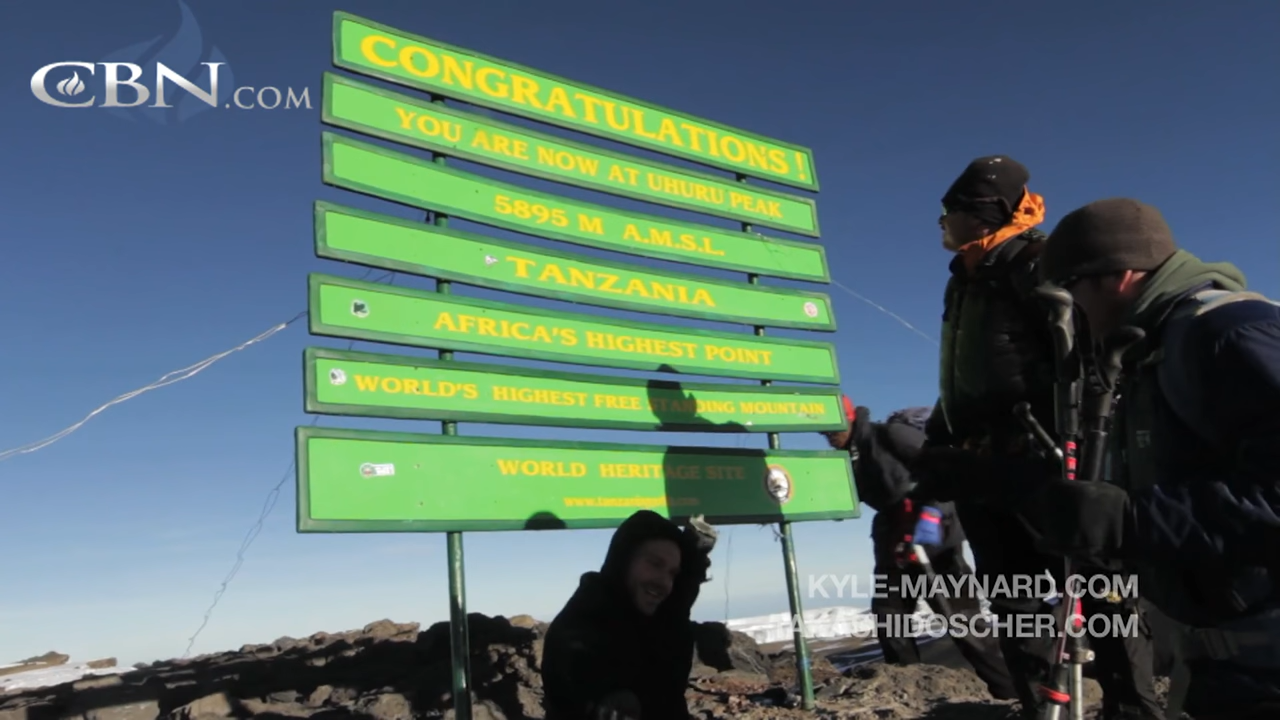 CBN.COM
CONGRATULATIONS!
YOU ARE NOW AT UHURU PEAK
5895 M A.M.S.L.
TANZANIA
AFRICA'S HIGHEST POINT
WORLD'S HIGHEST FREE STANDING MOUNTAIN
WORLD HERITAGE SITE
KYLE-MAYNARD.COM